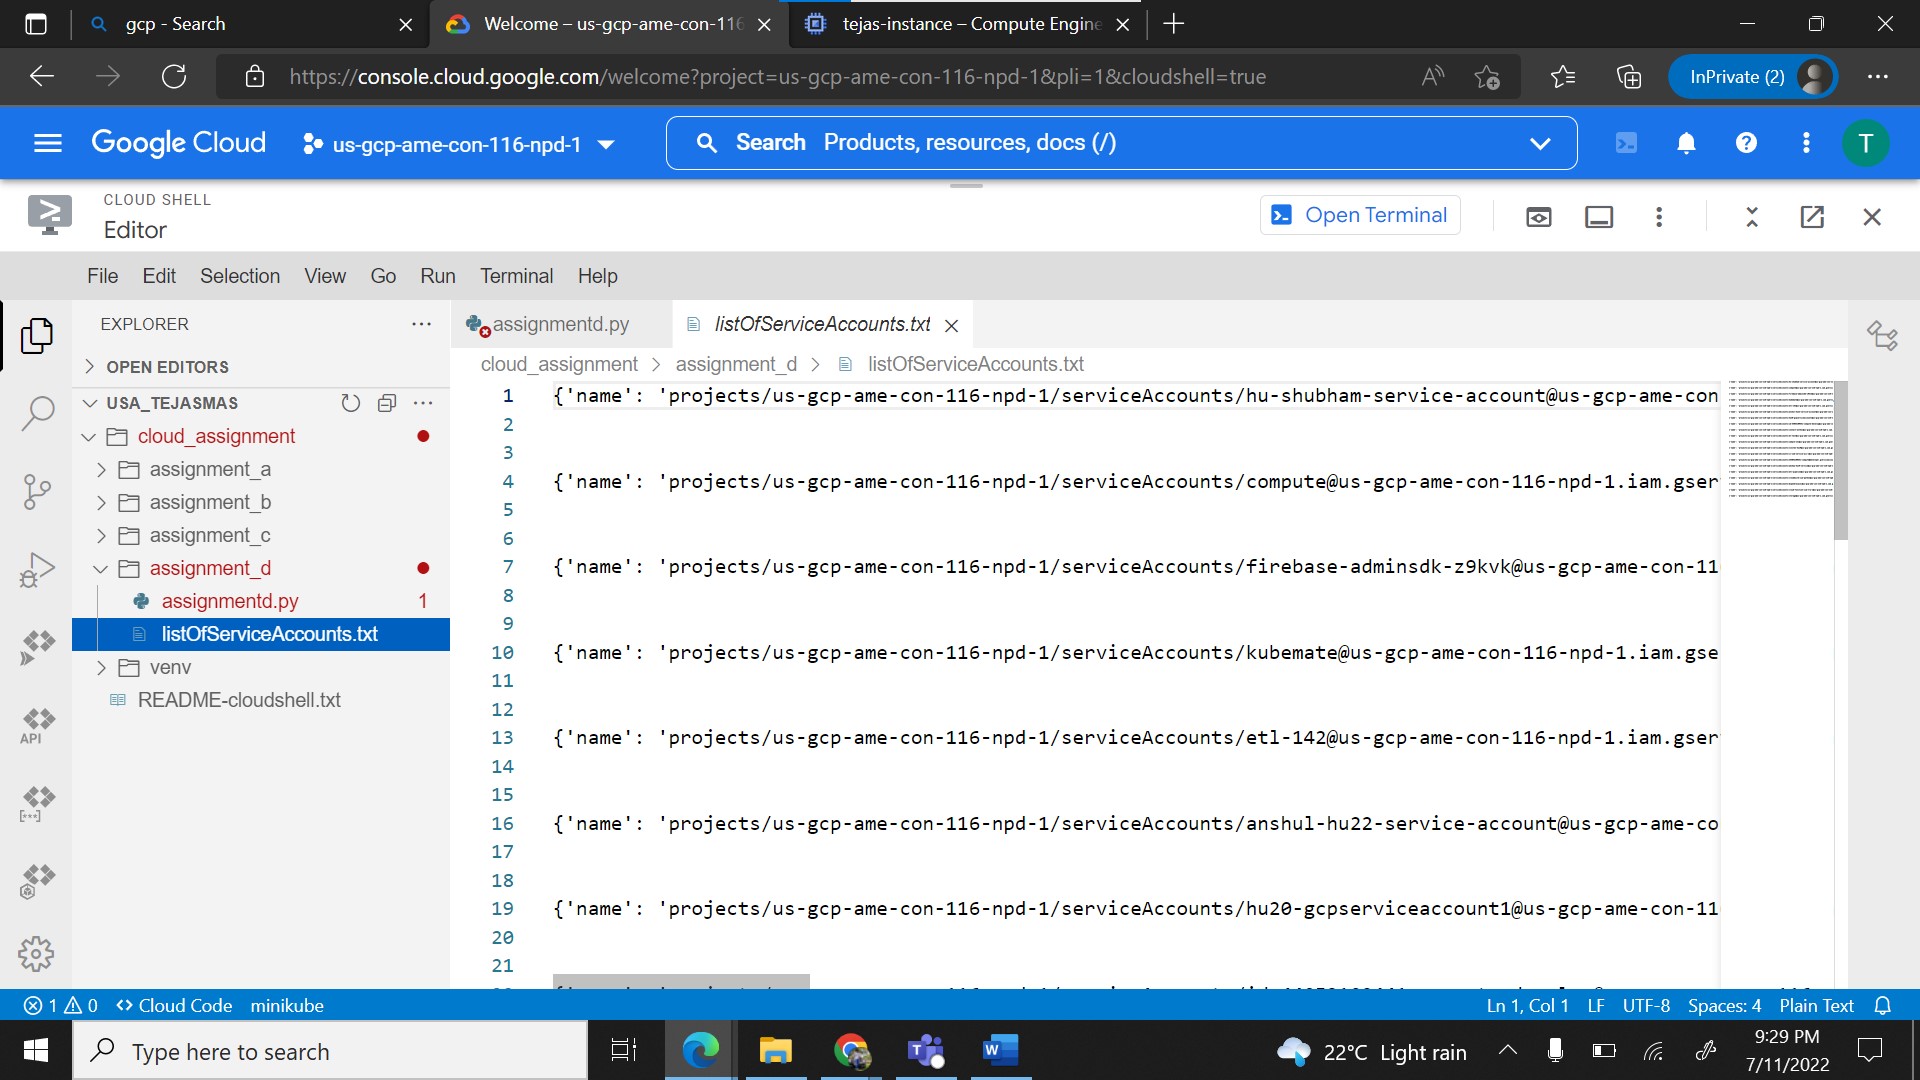 gcp - Search
Welcome – us-gcp-ame-con-116
tejas-instance – Compute Engine
https://console.cloud.google.com/welcome?project=us-gcp-ame-con-116-npd-1&pli=1&cloudshell=true
InPrivate (2)
Google Cloud
us-gcp-ame-con-116-npd-1
Search Products, resources, docs (/)
T
CLOUD SHELL
Editor
Open Terminal
File Edit Selection View Go Run Terminal Help
EXPLORER
OPEN EDITORS
USA_TEJASMAS
cloud_assignment
assignment_a
assignment_b
assignment_c
assignment_d
assignmentd.py 1
listOfServiceAccounts.txt
venv
README-cloudshell.txt
API
assignmentd.py
listOfServiceAccounts.txt
cloud_assignment > assignment_d > listOfServiceAccounts.txt
1 {'name': 'projects/us-gcp-ame-con-116-npd-1/serviceAccounts/hu-shubham-service-account@us-gcp-ame-con
2
3
4 {'name': 'projects/us-gcp-ame-con-116-npd-1/serviceAccounts/compute@us-gcp-ame-con-116-npd-1.iam.gser
5
6
7 {'name': 'projects/us-gcp-ame-con-116-npd-1/serviceAccounts/firebase-adminsdk-z9kvk@us-gcp-ame-con-11
8
9
10 {'name': 'projects/us-gcp-ame-con-116-npd-1/serviceAccounts/kubemate@us-gcp-ame-con-116-npd-1.iam.gse
11
12
13 {'name': 'projects/us-gcp-ame-con-116-npd-1/serviceAccounts/etl-142@us-gcp-ame-con-116-npd-1.iam.gser
14
15
16 {'name': 'projects/us-gcp-ame-con-116-npd-1/serviceAccounts/anshul-hu22-service-account@us-gcp-ame-co
17
18
19 {'name': 'projects/us-gcp-ame-con-116-npd-1/serviceAccounts/hu20-gcpserviceaccount1@us-gcp-ame-con-11
20
21
1 0 Cloud Code minikube
Ln 1, Col 1 LF UTF-8 Spaces: 4 Plain Text
Type here to search
22°C Light rain
9:29 PM
7/11/2022